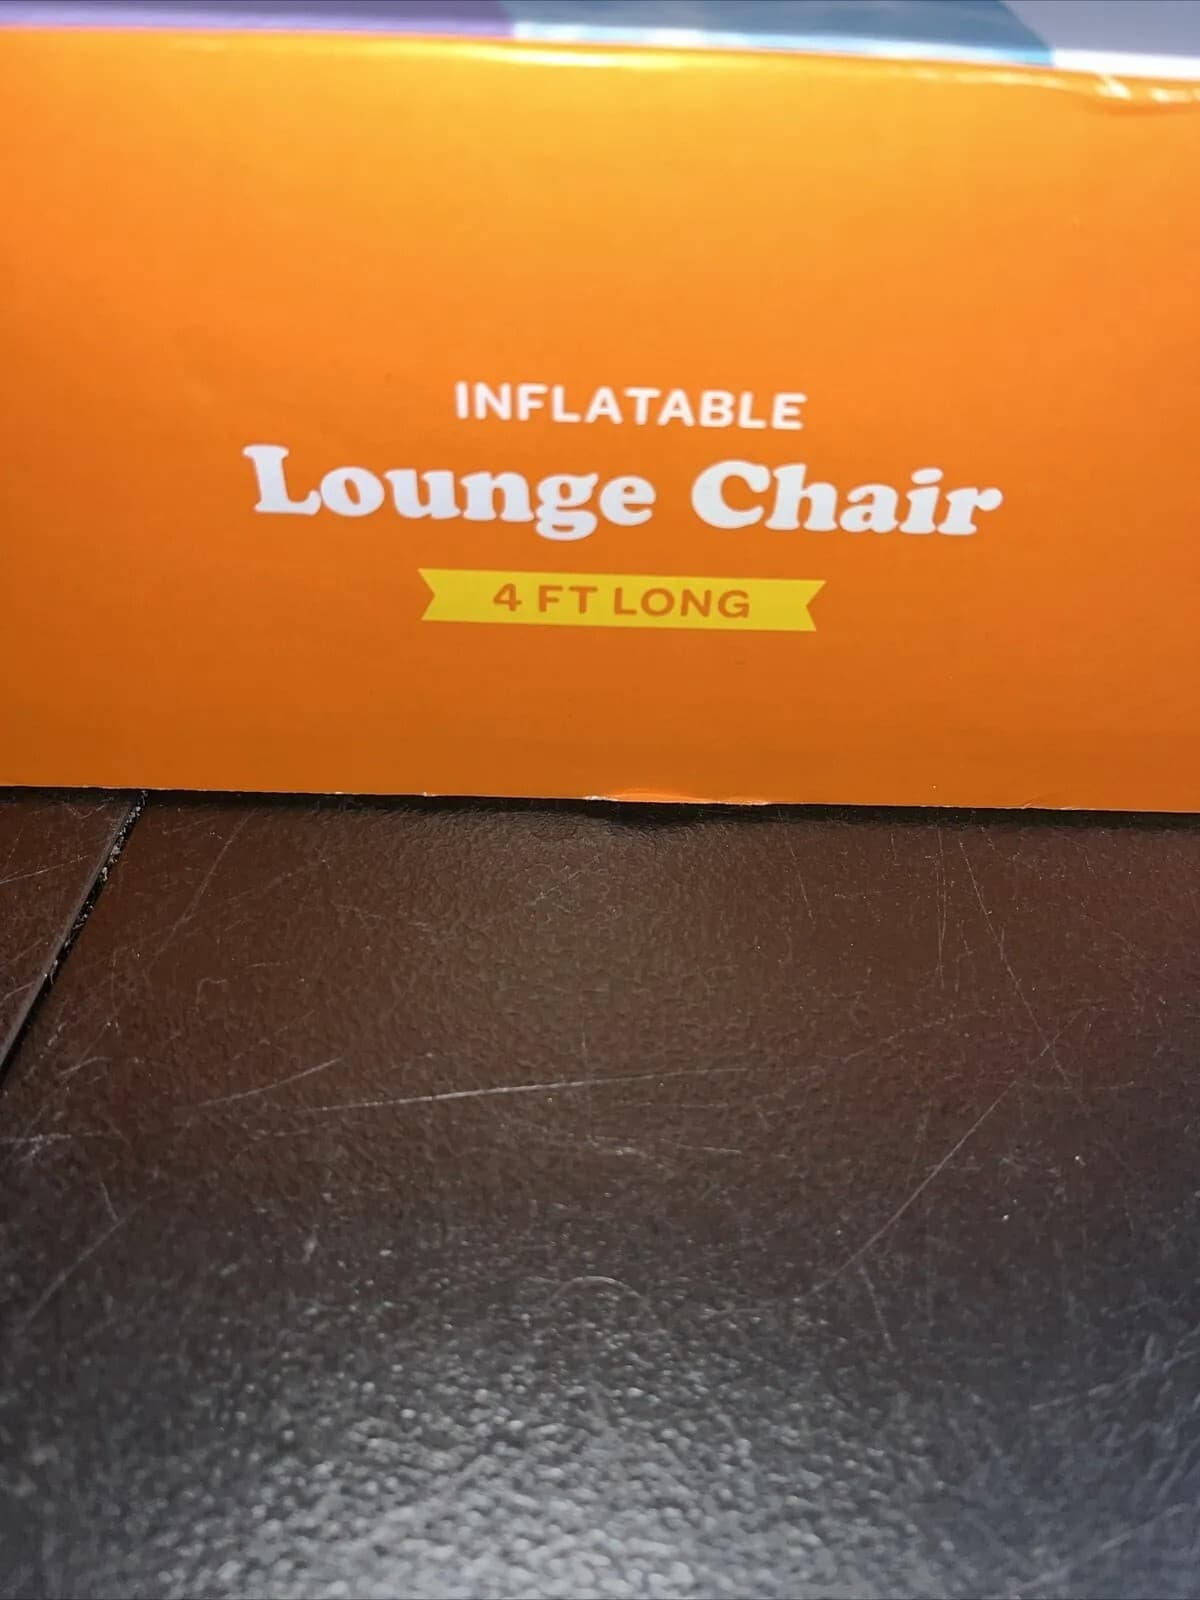 INFLATABLE
Lounge Chair
4 FT LONG